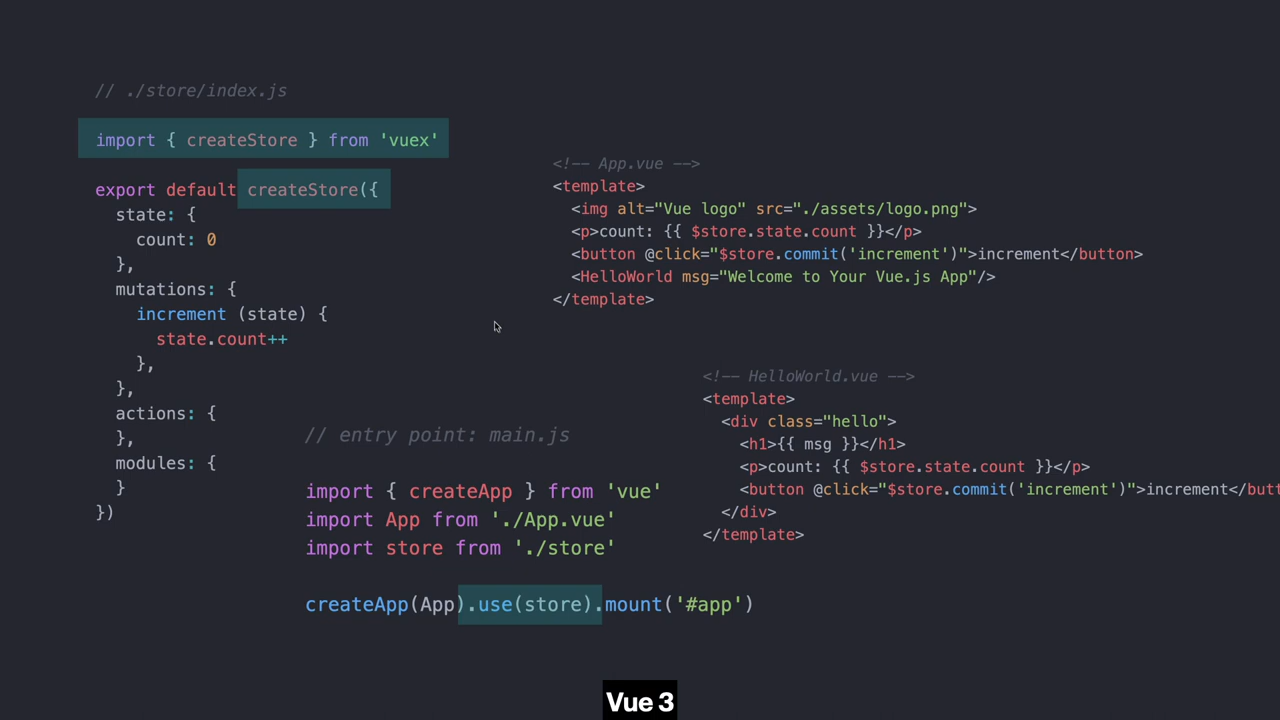 // ./store/index.js
import { createStore } from 'vuex'
export default createStore({
state: {
count: 0
},
mutations: {
increment (state) {
state.count++
},
},
actions: {
},
modules: {
}
})
<!-- App.vue -->
<template>
<img alt="Vue logo" src="./assets/logo.png">
<p>count: {{ $store.state.count }}</p>
<button @click="$store.commit('increment')">increment</button>
<HelloWorld msg="Welcome to Your Vue.js App"/>
</template>
<!-- HelloWorld.vue -->
<template>
<div class="hello">
<h1>{{ msg }}</h1>
<p>count: {{ $store.state.count }}</p>
<button @click="$store.commit('increment')">increment</butt
</div>
</template>
// entry point: main.js
import { createApp } from 'vue'
import App from './App.vue'
import store from './store'
createApp(App).use(store).mount('#app')
Vue 3